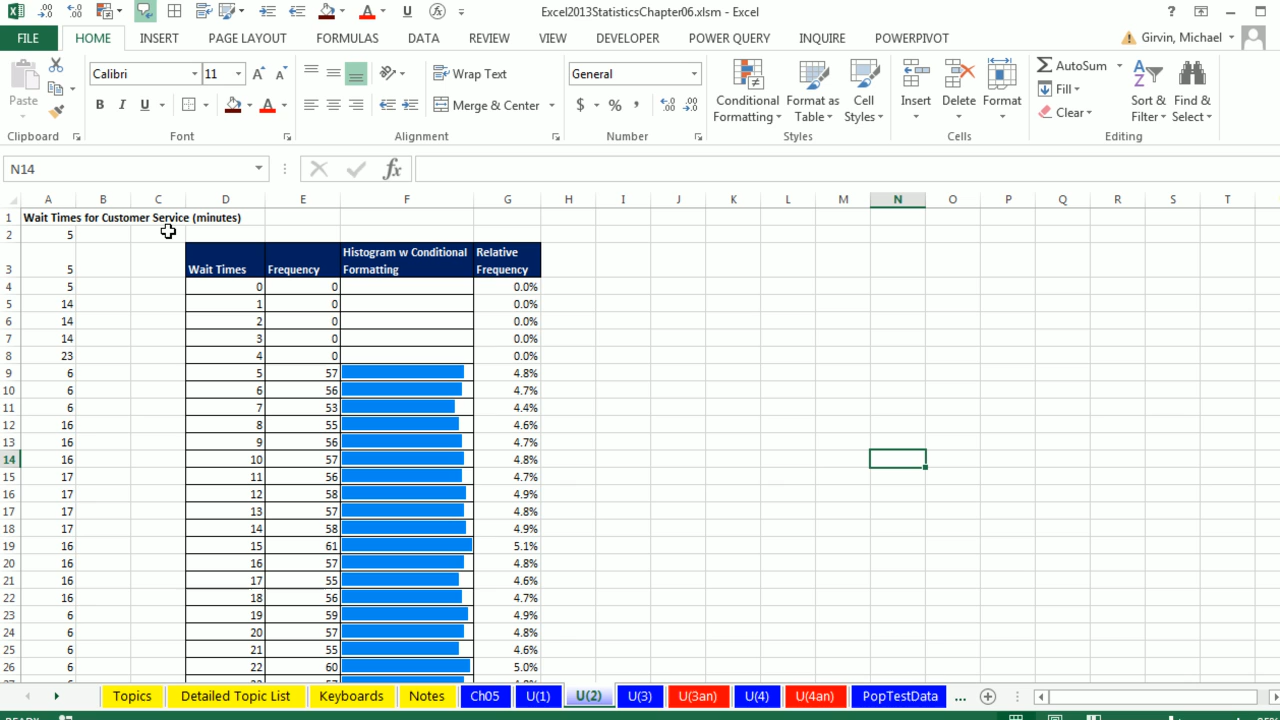 Excel2013StatisticsChapter06.xlsm - Excel
FILE HOME INSERT PAGE LAYOUT FORMULAS DATA REVIEW VIEW DEVELOPER POWER QUERY INQUIRE POWERPIVOT Girvin, Michael
Paste Calibri 11 Wrap Text General AutoSum
Merge & Center $ % Conditional Formatting Format as Table Cell Styles Insert Delete Format Fill Clear Sort & Filter Find & Select
Clipboard Font Alignment Number Styles Cells Editing
N14 fx
A B C D E F G H I J K L M N O P Q R S T
1 Wait Times for Customer Service (minutes)
2 5
3 5 Wait Times Frequency Histogram w Conditional Formatting Relative Frequency
4 5 0 0 0.0%
5 14 1 0 0.0%
6 14 2 0 0.0%
7 14 3 0 0.0%
8 23 4 0 0.0%
9 6 5 57 4.8%
10 6 6 56 4.7%
11 6 7 53 4.4%
12 16 8 55 4.6%
13 16 9 56 4.7%
14 16 10 57 4.8%
15 17 11 56 4.7%
16 17 12 58 4.9%
17 17 13 57 4.8%
18 17 14 58 4.9%
19 16 15 61 5.1%
20 16 16 57 4.8%
21 16 17 55 4.6%
22 16 18 56 4.7%
23 6 19 59 4.9%
24 6 20 57 4.8%
25 6 21 55 4.6%
26 6 22 60 5.0%
Topics Detailed Topic List Keyboards Notes Ch05 U(1) U(2) U(3) U(3an) U(4) U(4an) PopTestData ...